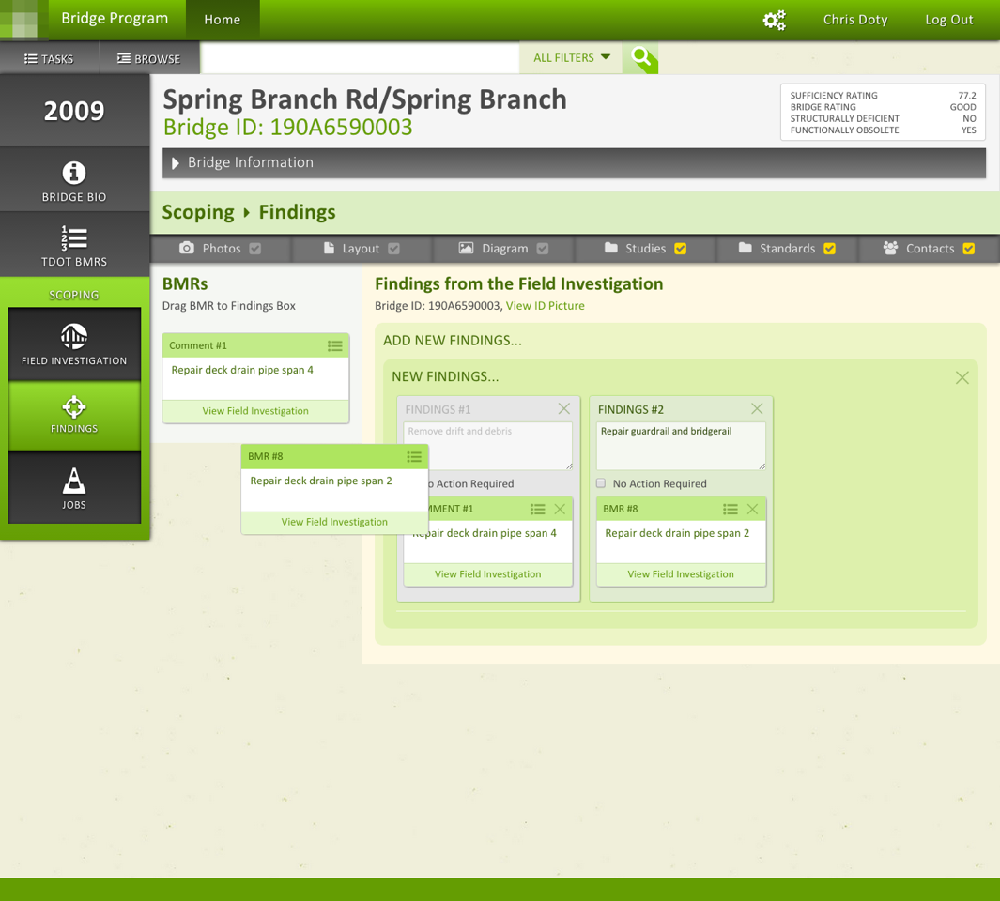 Bridge Program
Home
Chris Doty
Log Out
TASKS
BROWSE
ALL FILTERS
2009
BRIDGE BIO
TDOT BMRS
SCOPING
FIELD INVESTIGATION
FINDINGS
JOBS
Spring Branch Rd/Spring Branch
Bridge ID: 190A6590003
SUFFICIENCY RATING 77.2
BRIDGE RATING GOOD
STRUCTURALLY DEFICIENT NO
FUNCTIONALLY OBSOLETE YES
Bridge Information
Scoping Findings
Photos
Layout
Diagram
Studies
Standards
Contacts
BMRs
Drag BMR to Findings Box
Comment #1
Repair deck drain pipe span 4
View Field Investigation
BMR #8
Repair deck drain pipe span 2
View Field Investigation
Findings from the Field Investigation
Bridge ID: 190A6590003, View ID Picture
ADD NEW FINDINGS...
NEW FINDINGS...
FINDINGS #1
Remove drift and debris
Action Required
#1
deck drain pipe span 4
View Field Investigation
FINDINGS #2
Repair guardrail and bridgerail
No Action Required
BMR #8
Repair deck drain pipe span 2
View Field Investigation